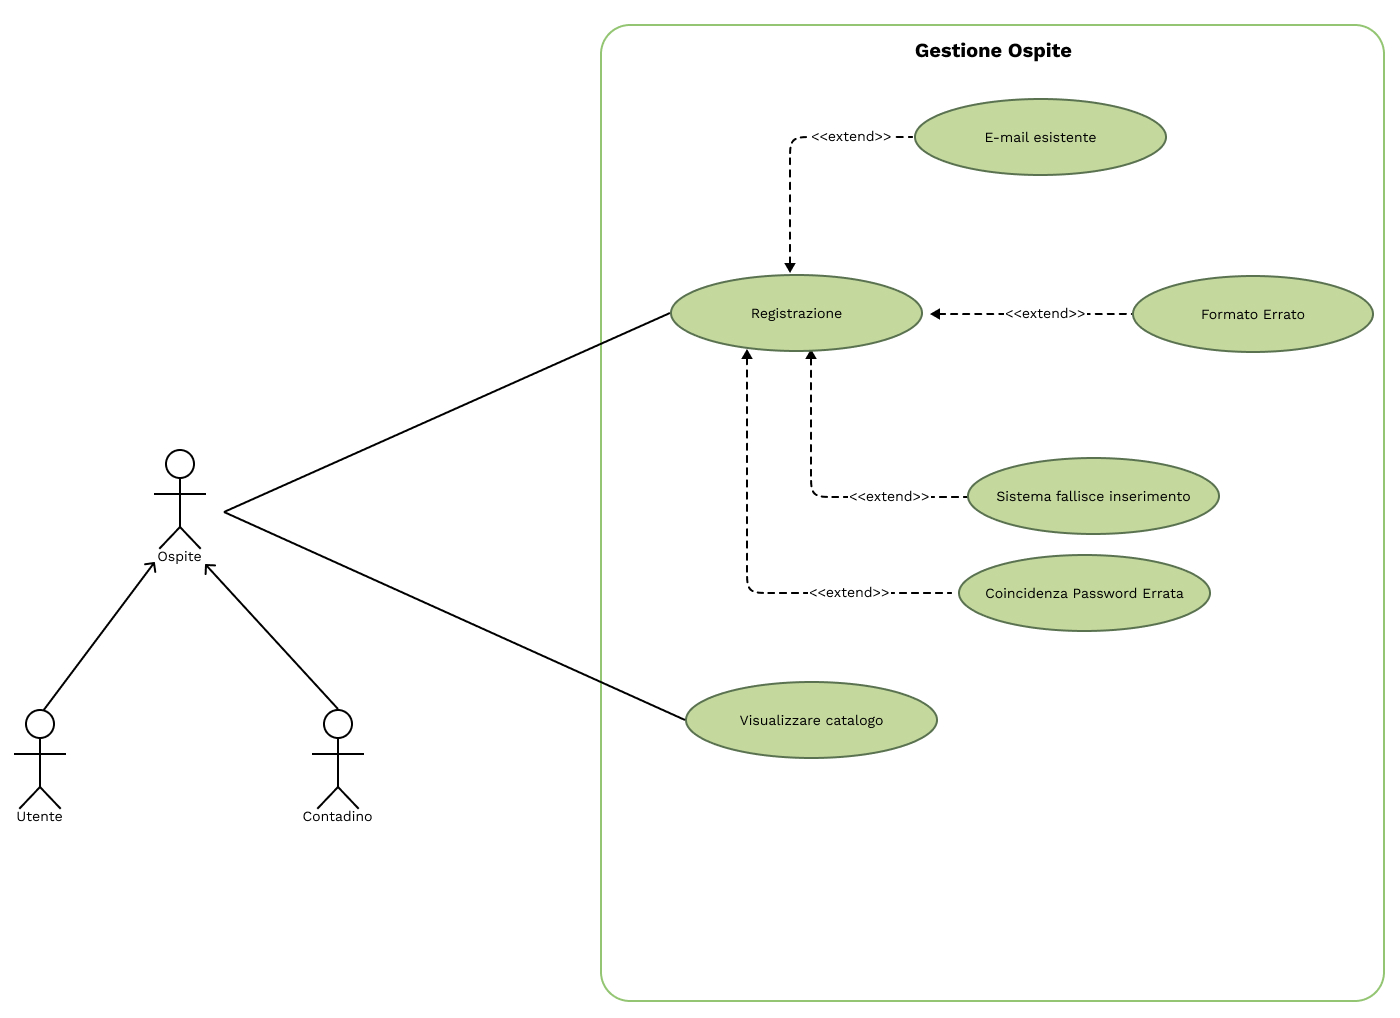 Gestione Ospite
E-mail esistente
<<extend>>
Registrazione
<<extend>>
Formato Errato
<<extend>>
Sistema fallisce inserimento
Ospite
<<extend>>
Coincidenza Password Errata
Visualizzare catalogo
Utente
Contadino